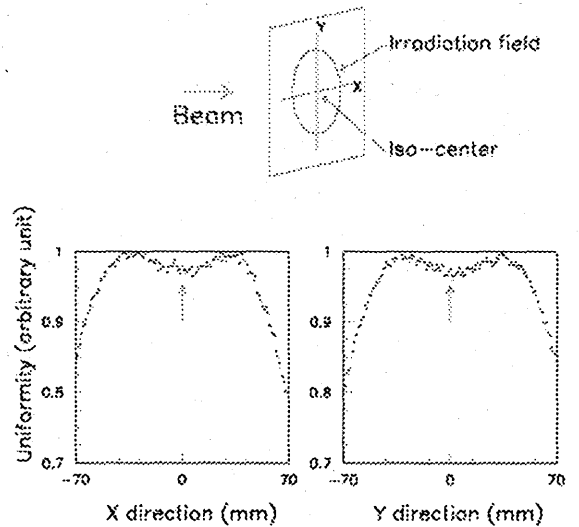 Y
Irradiation field
X
Beam
Iso-center
Uniformity (arbitrary unit)
1
0.9
0.8
0.7
-70
0
70
X direction (mm)
1
0.9
0.8
0.7
-70
0
70
Y direction (mm)